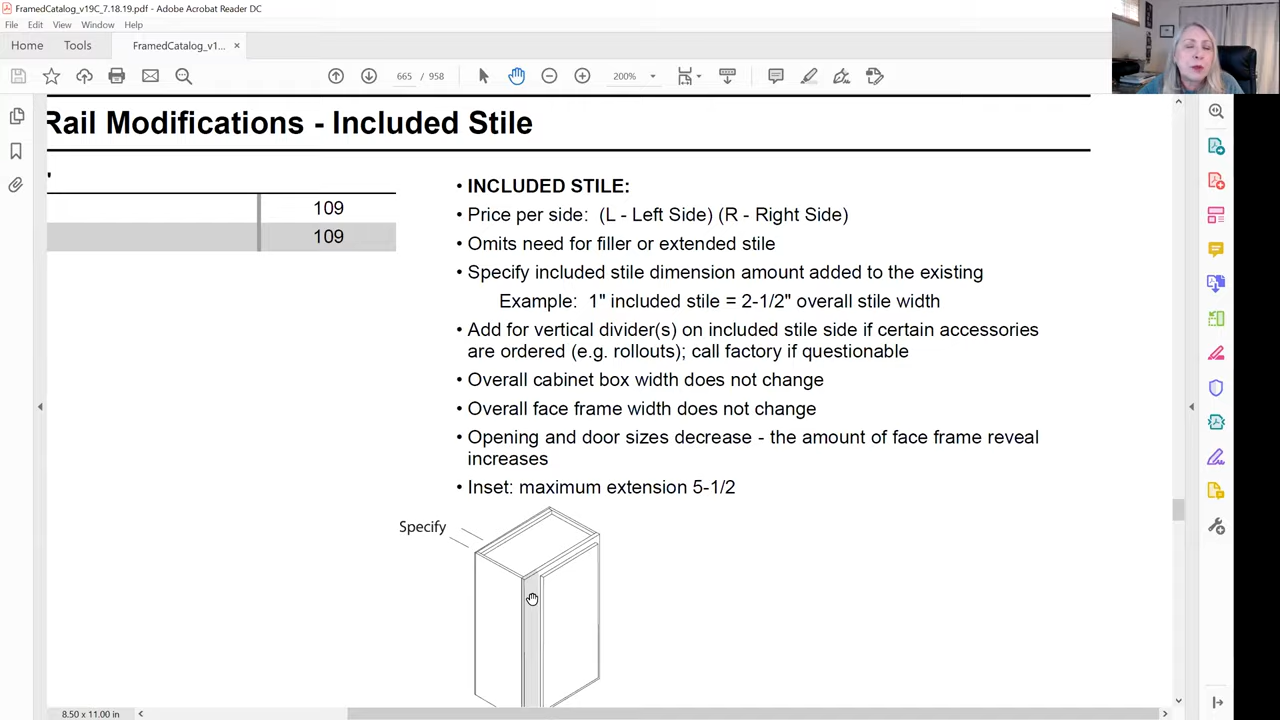 FramedCatalog_v19C_7.18.19.pdf - Adobe Acrobat Reader DC
File Edit View Window Help
Home Tools FramedCatalog_v1... ×
665 / 958 200%
Rail Modifications - Included Stile
109
109
• INCLUDED STILE:
• Price per side: (L - Left Side) (R - Right Side)
• Omits need for filler or extended stile
• Specify included stile dimension amount added to the existing
Example: 1" included stile = 2-1/2" overall stile width
• Add for vertical divider(s) on included stile side if certain accessories
are ordered (e.g. rollouts); call factory if questionable
• Overall cabinet box width does not change
• Overall face frame width does not change
• Opening and door sizes decrease - the amount of face frame reveal
increases
• Inset: maximum extension 5-1/2
Specify
8.50 x 11.00 in